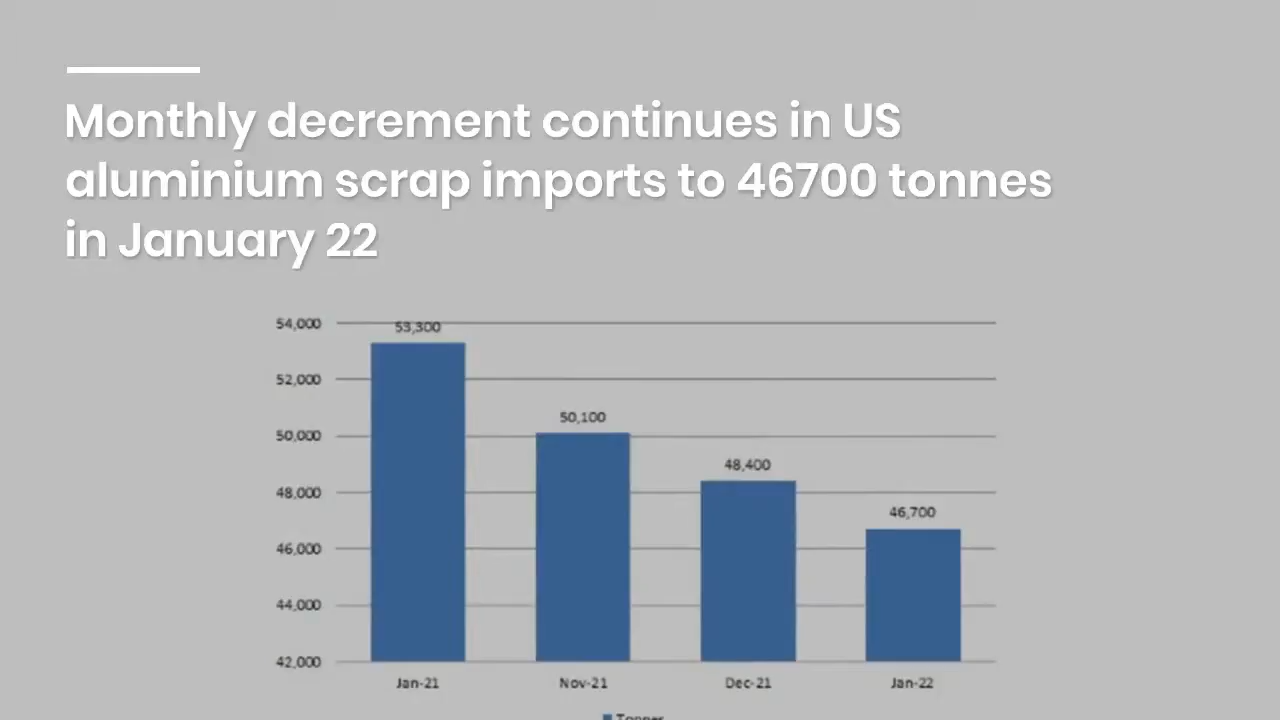 Monthly decrement continues in US
aluminium scrap imports to 46700 tonnes
in January 22
54,000
53,300
52,000
50,100
50,000
48,400
48,000
46,700
46,000
44,000
42,000
Jan-21 Nov-21 Dec-21 Jan-22